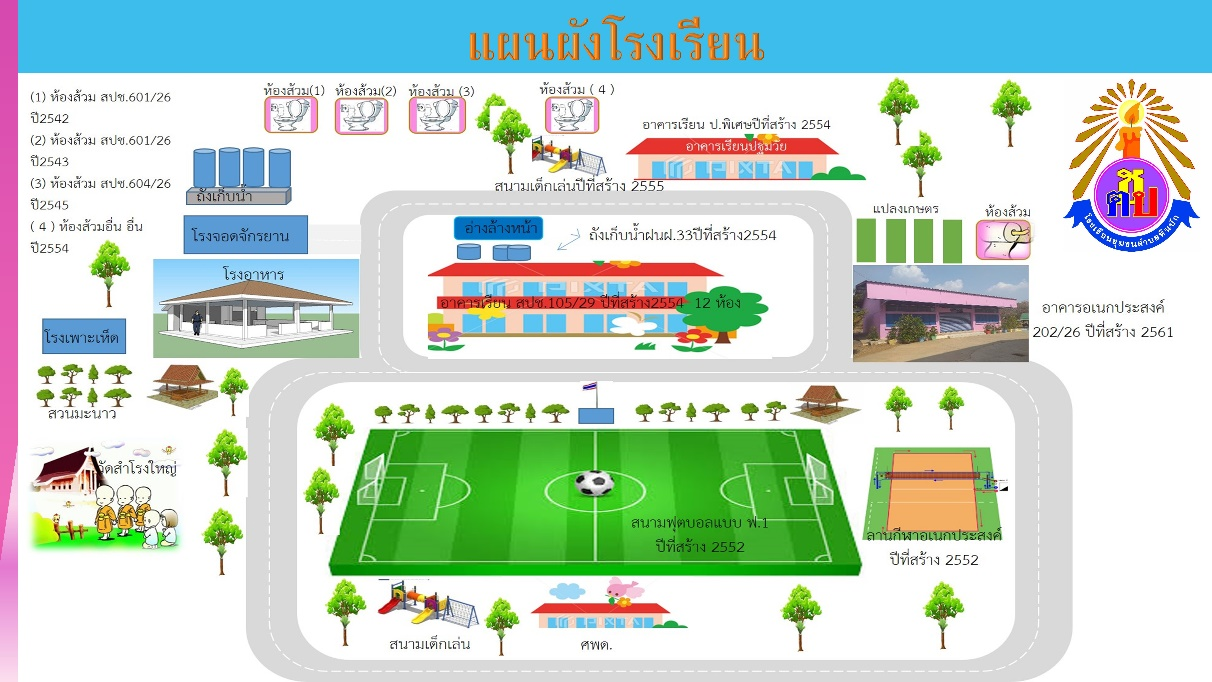 แผนผังโรงเรียน
(1) ห้องส้วม สปช.601/26
ปี2542
(2) ห้องส้วม สปช.601/26
ปี2543
(3) ห้องส้วม สปช.604/26
ปี2545
( 4 ) ห้องส้วมอื่น อื่น
ปี2554
ห้องส้วม(1)
ห้องส้วม(2)
ห้องส้วม (3)
ห้องส้วม ( 4 )
อาคารเรียน ป.พิเศษปีที่สร้าง 2554
อาคารเรียนปฐมวัย
PIXTA
สนามเด็กเล่นปีที่สร้าง 2555
ถังเก็บน้ำ
โรงจอดจักรยาน
โรงอาหาร
อ่างล้างหน้า
ถังเก็บน้ำฝนฝ.33ปีที่สร้าง2554
PIXTA
อาคารเรียน สปช.105/29 ปีที่สร้าง2554 12 ห้อง
แปลงเกษตร
ห้องส้วม
อาคารอเนกประสงค์
202/26 ปีที่สร้าง 2561
โรงเพาะเห็ด
สวนมะนาว
วัดสำโรงใหญ่
สนามฟุตบอลแบบ ฟ.1
ปีที่สร้าง 2552
ลานกีฬาอเนกประสงค์
ปีที่สร้าง 2552
สนามเด็กเล่น
PIXTA
ศพด.